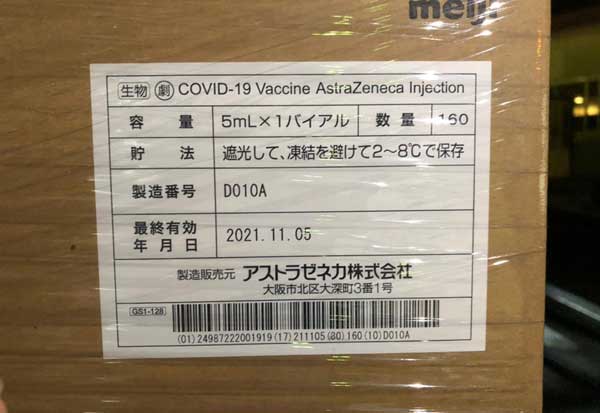 meiji
生物 劇 COVID-19 Vaccine AstraZeneca Injection
容量 5mL×1バイアル 数量 160
貯法 遮光して、凍結を避けて2～8℃で保存
製造番号 D010A
最終有効
年月日 2021.11.05
製造販売元 アストラゼネカ株式会社
大阪市北区大深町3番1号
GS1-128
(01)24987222001919(17)211105(30)160(10)D010A